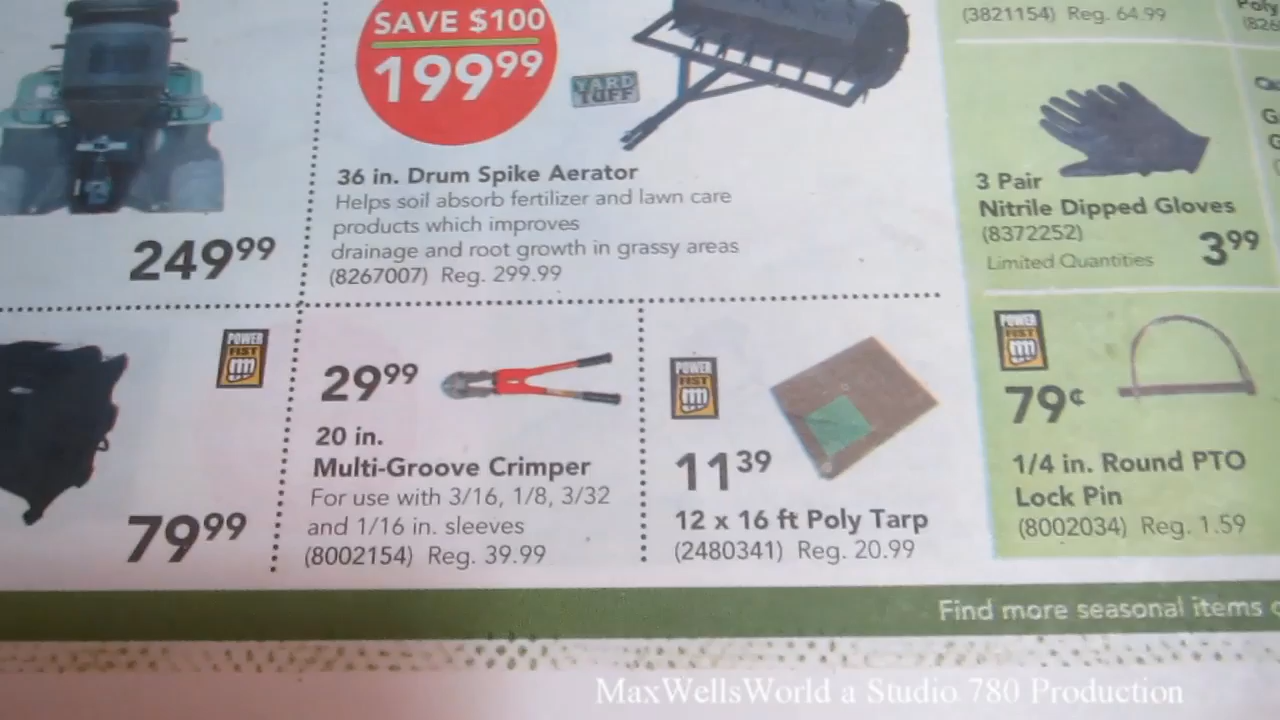 SAVE $100
199 99
YARD
TUFF
36 in. Drum Spike Aerator
Helps soil absorb fertilizer and lawn care
products which improves
drainage and root growth in grassy areas
(8267007) Reg. 299.99
249 99
(3821154) Reg. 64.99
Poly
(826
3 Pair
Nitrile Dipped Gloves
(8372252)
Limited Quantities
3 99
G
G
POWER
FIST
79 99
29 99
20 in.
Multi-Groove Crimper
For use with 3/16, 1/8, 3/32
and 1/16 in. sleeves
(8002154) Reg. 39.99
POWER
FIST
11 39
12 x 16 ft Poly Tarp
(2480341) Reg. 20.99
POWER
FIST
79¢
1/4 in. Round PTO
Lock Pin
(8002034) Reg. 1.59
Find more seasonal items
MaxWellsWorld a Studio 780 Production